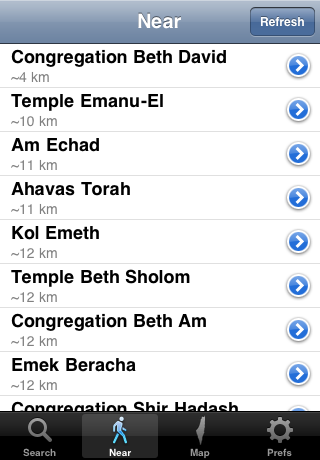 Near
Refresh
Congregation Beth David
~4 km
Temple Emanu-El
~10 km
Am Echad
~11 km
Ahavas Torah
~11 km
Kol Emeth
~12 km
Temple Beth Sholom
~12 km
Congregation Beth Am
~12 km
Emek Beracha
~12 km
Congregation Shir Hadash
Search
Near
Map
Prefs